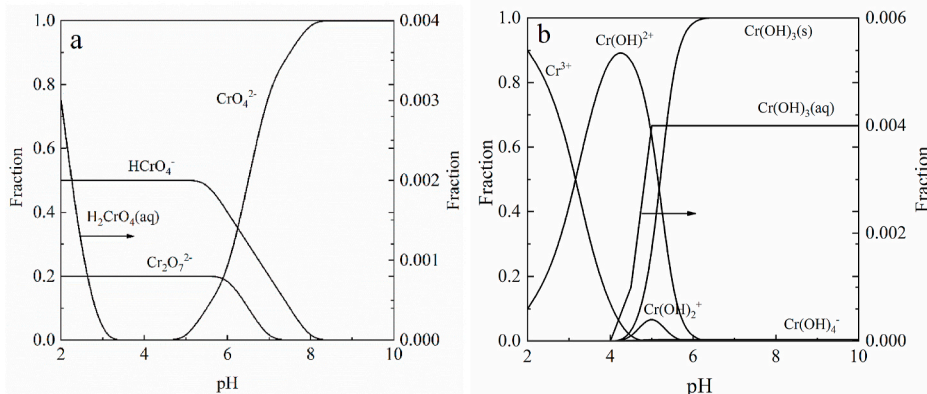 a
1.0
0.8
0.6
0.4
0.2
0.0
Fraction
2
4
6
8
10
pH
0.004
0.003
0.002
0.001
0.000
Fraction
CrO₄²⁻
HCrO₄⁻
H₂CrO₄(aq)
Cr₂O₇²⁻
b
1.0
0.8
0.6
0.4
0.2
0.0
Fraction
2
4
6
8
10
pH
0.006
0.004
0.002
0.000
Fraction
Cr(OH)²⁺
Cr(OH)₃(s)
Cr³⁺
Cr(OH)₃(aq)
Cr(OH)₂⁺
Cr(OH)₄⁻